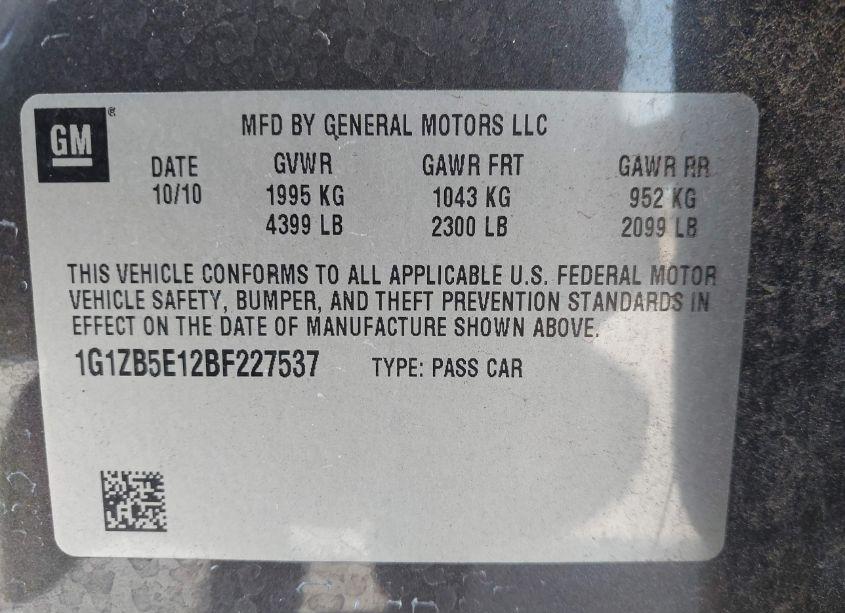 GM ®
MFD BY GENERAL MOTORS LLC
DATE GVWR GAWR FRT GAWR RR
10/10 1995 KG 1043 KG 952 KG
4399 LB 2300 LB 2099 LB
THIS VEHICLE CONFORMS TO ALL APPLICABLE U.S. FEDERAL MOTOR
VEHICLE SAFETY, BUMPER, AND THEFT PREVENTION STANDARDS IN
EFFECT ON THE DATE OF MANUFACTURE SHOWN ABOVE.
1G1ZB5E12BF227537 TYPE: PASS CAR